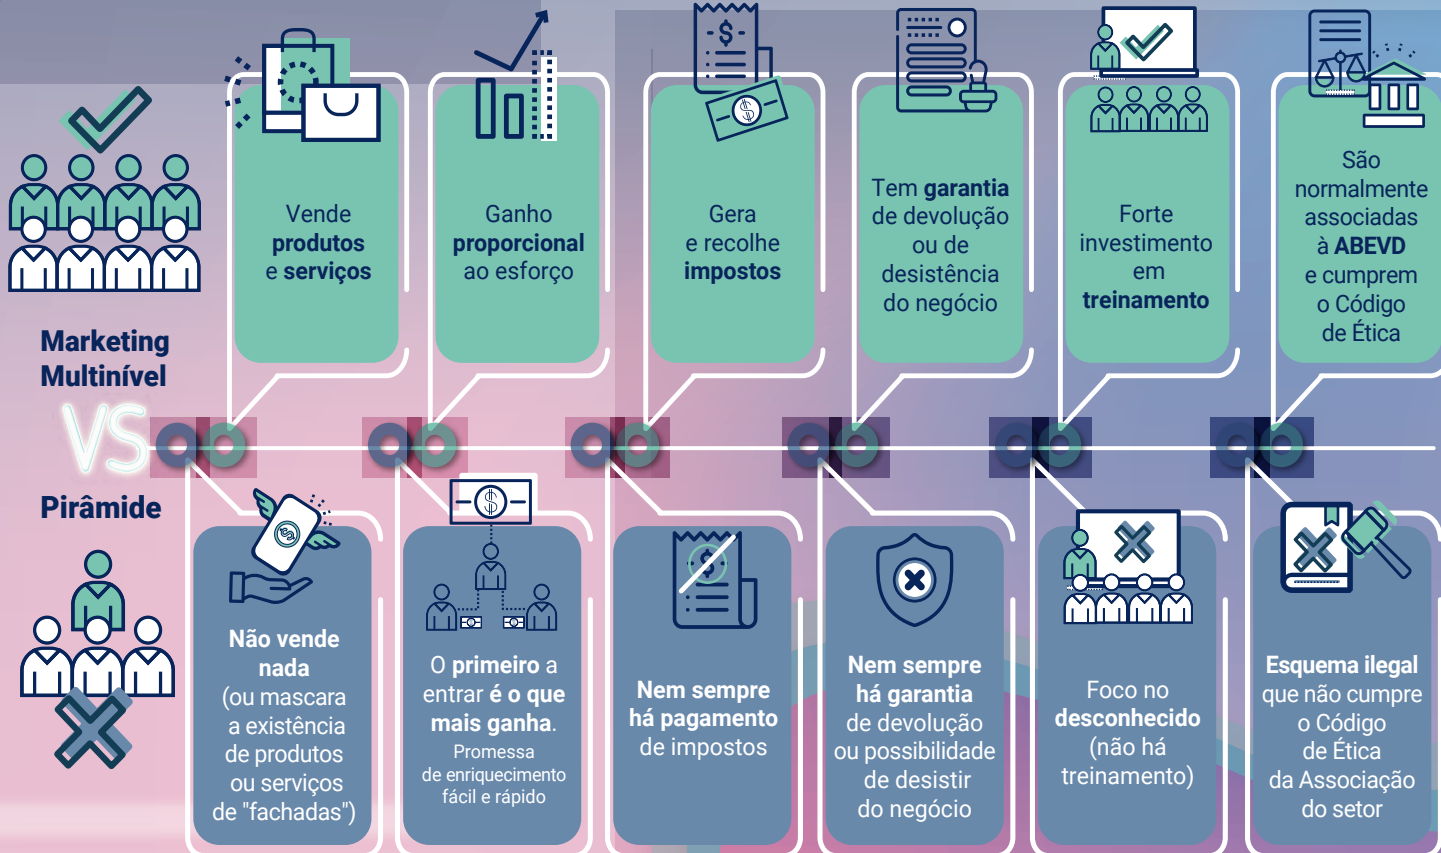 Vende
produtos
e serviços
Ganho
proporcional
ao esforço
Gera
e recolhe
impostos
Tem garantia
de devolução
ou de
desistência
do negócio
Forte
investimento
em
treinamento
São
normalmente
associadas
à ABEVD
e cumprem
o Código
de Ética
Marketing
Multinível
VS
Pirâmide
Não vende
nada
(ou mascara
a existência
de produtos
ou serviços
de "fachadas")
O primeiro a
entrar é o que
mais ganha.
Promessa
de enriquecimento
fácil e rápido
Nem sempre
há pagamento
de impostos
Nem sempre
há garantia
de devolução
ou possibilidade
de desistir
do negócio
Foco no
desconhecido
(não há
treinamento)
Esquema ilegal
que não cumpre
o Código
de Ética
da Associação
do setor